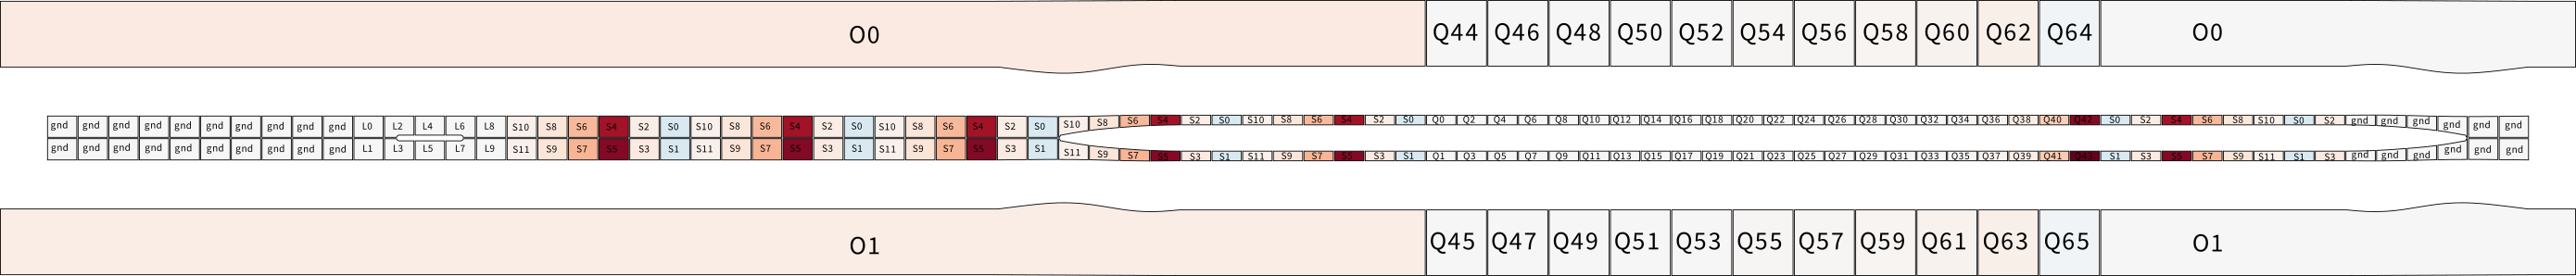 O0 Q44 Q46 Q48 Q50 Q52 Q54 Q56 Q58 Q60 Q62 Q64 O0
gnd gnd gnd gnd gnd gnd gnd gnd gnd gnd L0 L2 L4 L6 L8 S10 S8 S6 S4 S2 S0 S10 S8 S6 S4 S2 S0 S10 S8 S6 S4 S2 S0 S10 S8 S6 S4 S2 S0 S10 S8 S6 S4 S2 S0 Q0 Q2 Q4 Q6 Q8 Q10 Q12 Q14 Q16 Q18 Q20 Q22 Q24 Q26 Q28 Q30 Q32 Q34 Q36 Q38 Q40 Q42 S0 S2 S4 S6 S8 S10 S0 S2 gnd gnd gnd gnd gnd gnd
gnd gnd gnd gnd gnd gnd gnd gnd gnd gnd L1 L3 L5 L7 L9 S11 S9 S7 S5 S3 S1 S11 S9 S7 S5 S3 S1 S11 S9 S7 S5 S3 S1 S11 S9 S7 S5 S3 S1 S11 S9 S7 S5 S3 S1 Q1 Q3 Q5 Q7 Q9 Q11 Q13 Q15 Q17 Q19 Q21 Q23 Q25 Q27 Q29 Q31 Q33 Q35 Q37 Q39 Q41 Q43 S1 S3 S5 S7 S9 S11 S1 S3 gnd gnd gnd gnd gnd gnd
O1 Q45 Q47 Q49 Q51 Q53 Q55 Q57 Q59 Q61 Q63 Q65 O1